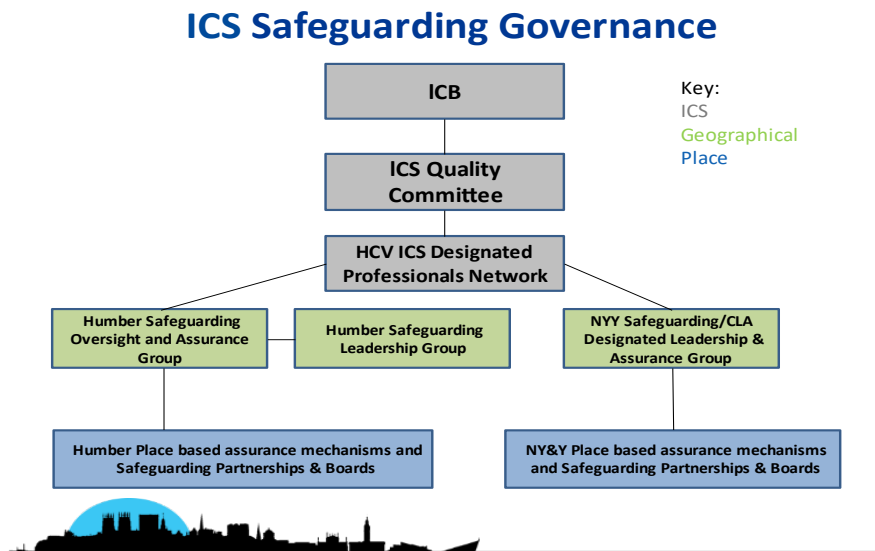 ICS Safeguarding Governance
ICB
Key:
ICS
Geographical
Place
ICS Quality
Committee
HCV ICS Designated
Professionals Network
Humber Safeguarding
Oversight and Assurance
Group
Humber Safeguarding
Leadership Group
NYY Safeguarding/CLA
Designated Leadership &
Assurance Group
Humber Place based assurance mechanisms and
Safeguarding Partnerships & Boards
NY&Y Place based assurance mechanisms
and Safeguarding Partnerships & Boards